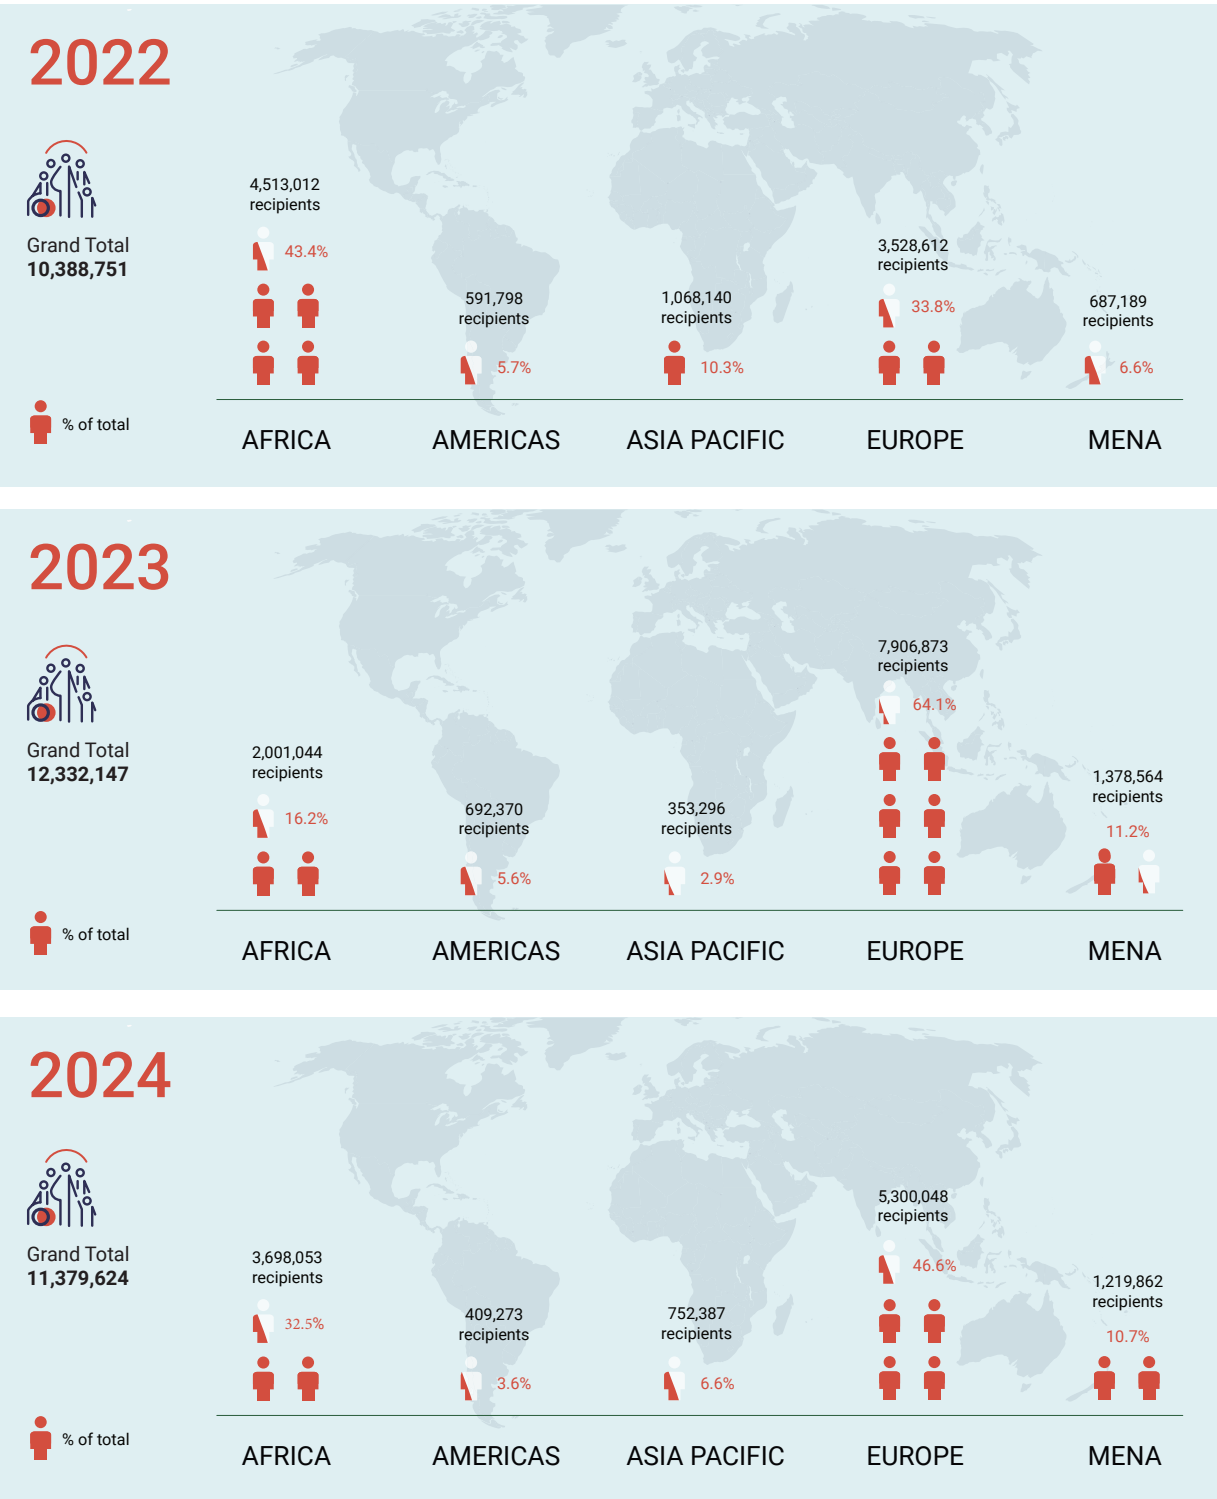 2022
Grand Total
10,388,751
% of total
4,513,012
recipients
43.4%
AFRICA
591,798
recipients
5.7%
AMERICAS
1,068,140
recipients
10.3%
ASIA PACIFIC
3,528,612
recipients
33.8%
EUROPE
687,189
recipients
6.6%
MENA
2023
Grand Total
12,332,147
% of total
2,001,044
recipients
16.2%
AFRICA
692,370
recipients
5.6%
AMERICAS
353,296
recipients
2.9%
ASIA PACIFIC
7,906,873
recipients
64.1%
EUROPE
1,378,564
recipients
11.2%
MENA
2024
Grand Total
11,379,624
% of total
3,698,053
recipients
32.5%
AFRICA
409,273
recipients
3.6%
AMERICAS
752,387
recipients
6.6%
ASIA PACIFIC
5,300,048
recipients
46.6%
EUROPE
1,219,862
recipients
10.7%
MENA